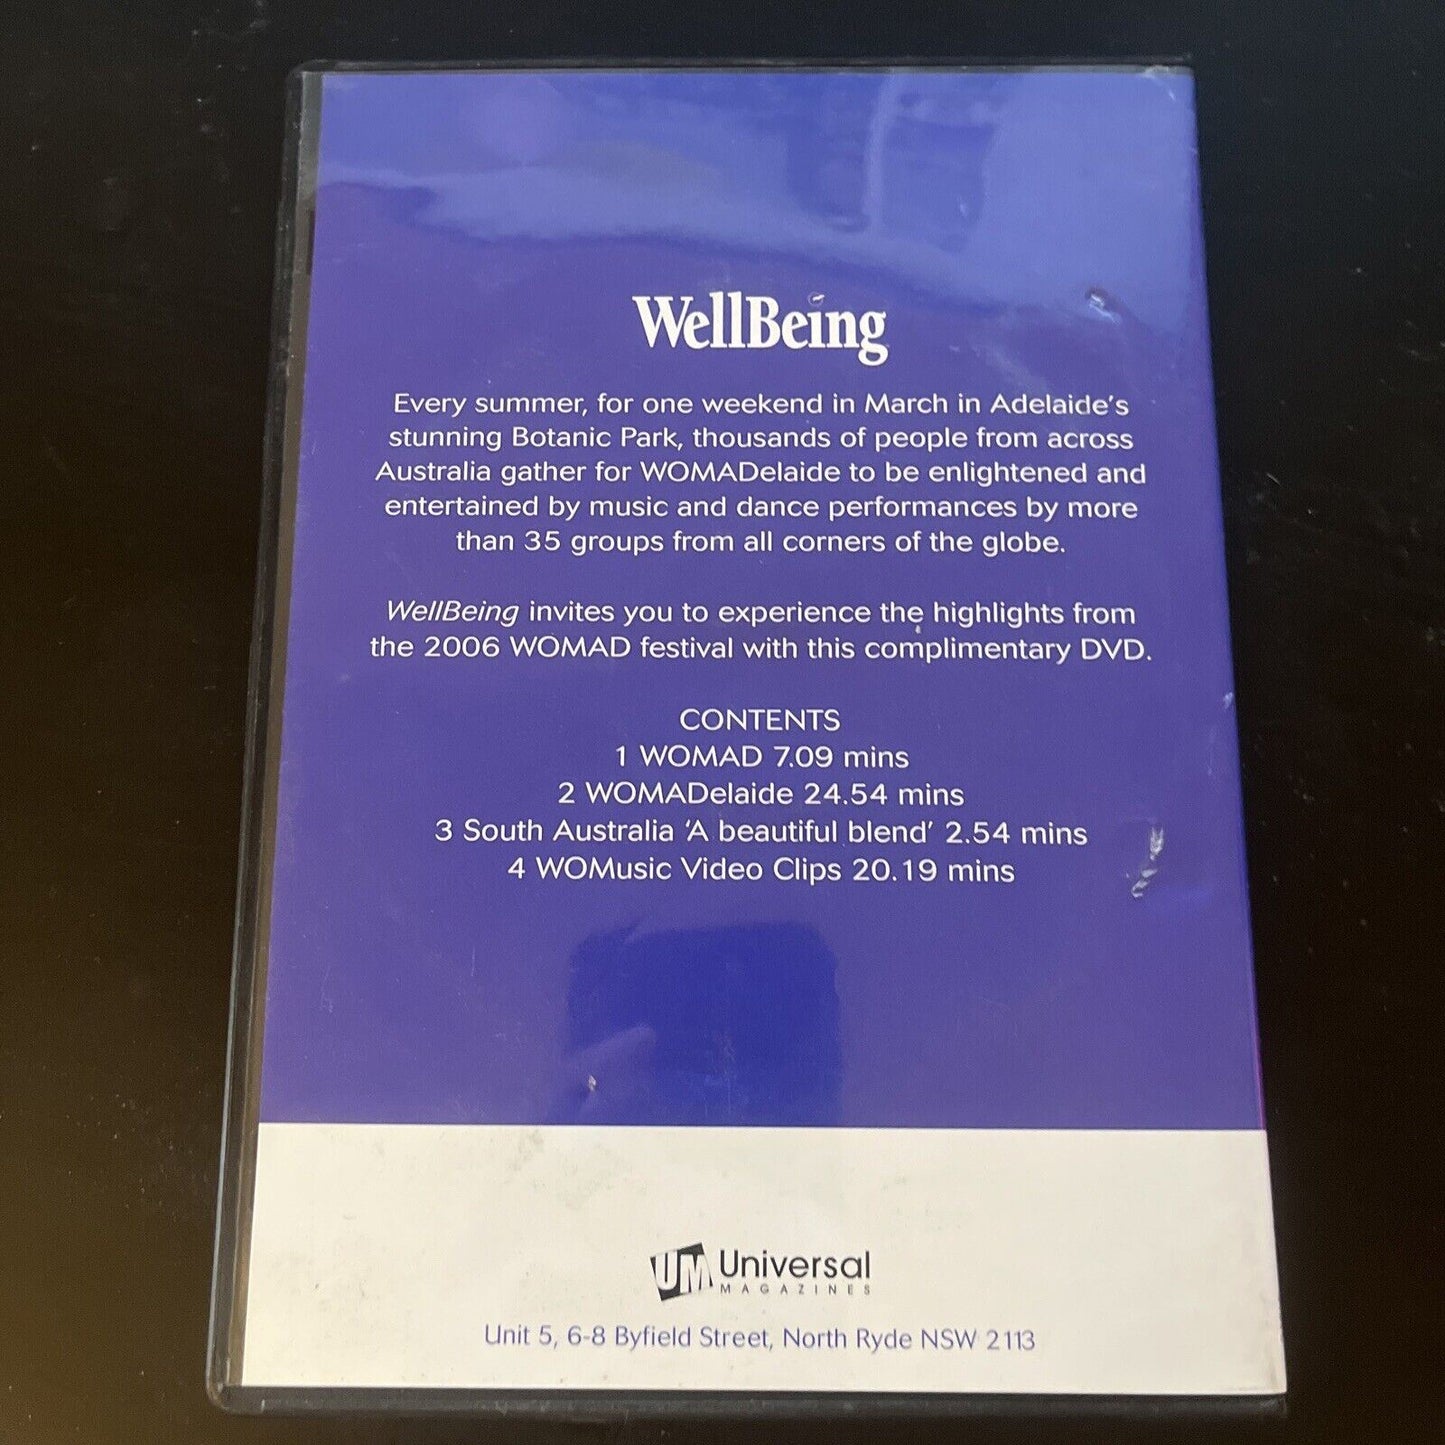 WellBeing
Every summer, for one weekend in March in Adelaide's
stunning Botanic Park, thousands of people from across
Australia gather for WOMADelaide to be enlightened and
entertained by music and dance performances by more
than 35 groups from all corners of the globe.
WellBeing invites you to experience the highlights from
the 2006 WOMAD festival with this complimentary DVD.
CONTENTS
1 WOMAD 7.09 mins
2 WOMADelaide 24.54 mins
3 South Australia ‘A beautiful blend’ 2.54 mins
4 WOMusic Video Clips 20.19 mins
UM Universal
MAGAZINES
Unit 5, 6-8 Byfield Street, North Ryde NSW 2113